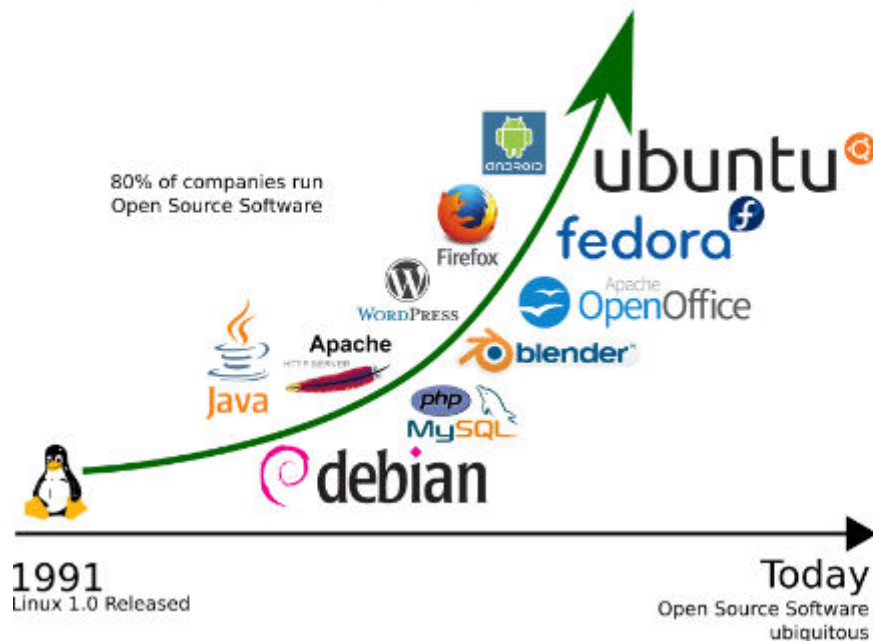 80% of companies run
Open Source Software
ANDROID
ubuntu
Firefox
fedora
WORDPRESS
Apache
OpenOffice
Java
Apache
HTTP SERVER
blender
php
MySQL
debian
1991
Linux 1.0 Released
Today
Open Source Software
ubiquitous